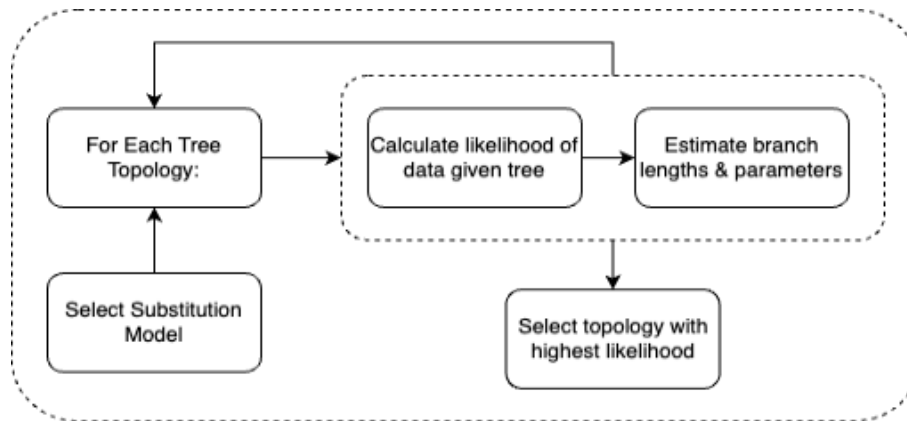 For Each Tree
Topology:
Calculate likelihood of
data given tree
Estimate branch
lengths & parameters
Select Substitution
Model
Select topology with
highest likelihood